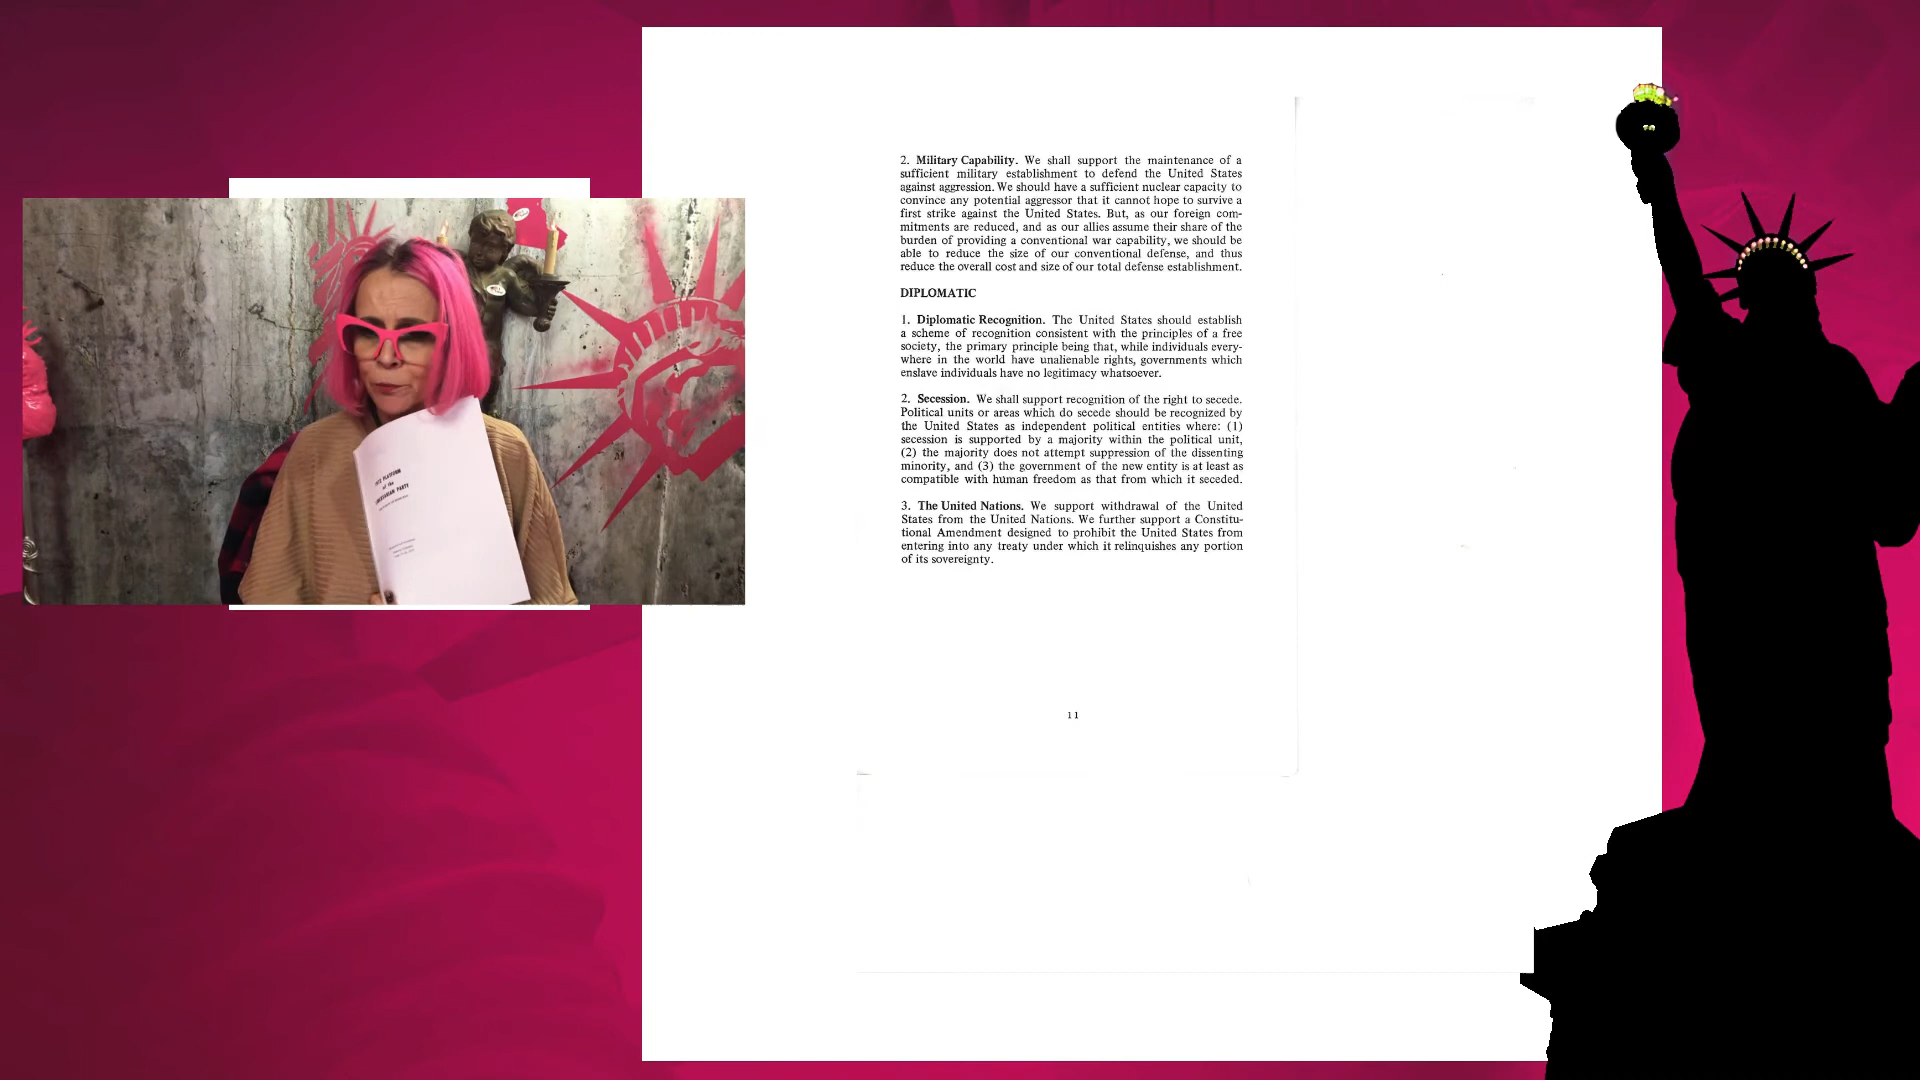 2. Military Capability. We shall support the maintenance of a
sufficient military establishment to defend the United States
against aggression. We should have a sufficient nuclear capacity to
convince any potential aggressor that it cannot hope to survive a
first strike against the United States. But, as our foreign com-
mitments are reduced, and as our allies assume their share of the
burden of providing a conventional war capability, we should be
able to reduce the size of our conventional defense, and thus
reduce the overall cost and size of our total defense establishment.
DIPLOMATIC
1. Diplomatic Recognition. The United States should establish
a scheme of recognition consistent with the principles of a free
society, the primary principle being that, while individuals every-
where in the world have unalienable rights, governments which
enslave individuals have no legitimacy whatsoever.
2. Secession. We shall support recognition of the right to secede.
Political units or areas which do secede should be recognized by
the United States as independent political entities where: (1)
secession is supported by a majority within the political unit,
(2) the majority does not attempt suppression of the dissenting
minority, and (3) the government of the new entity is at least as
compatible with human freedom as that from which it seceded.
3. The United Nations. We support withdrawal of the United
States from the United Nations. We further support a Constitu-
tional Amendment designed to prohibit the United States from
entering into any treaty under which it relinquishes any portion
of its sovereignty.
11
PLATFORM
of the
PARTY